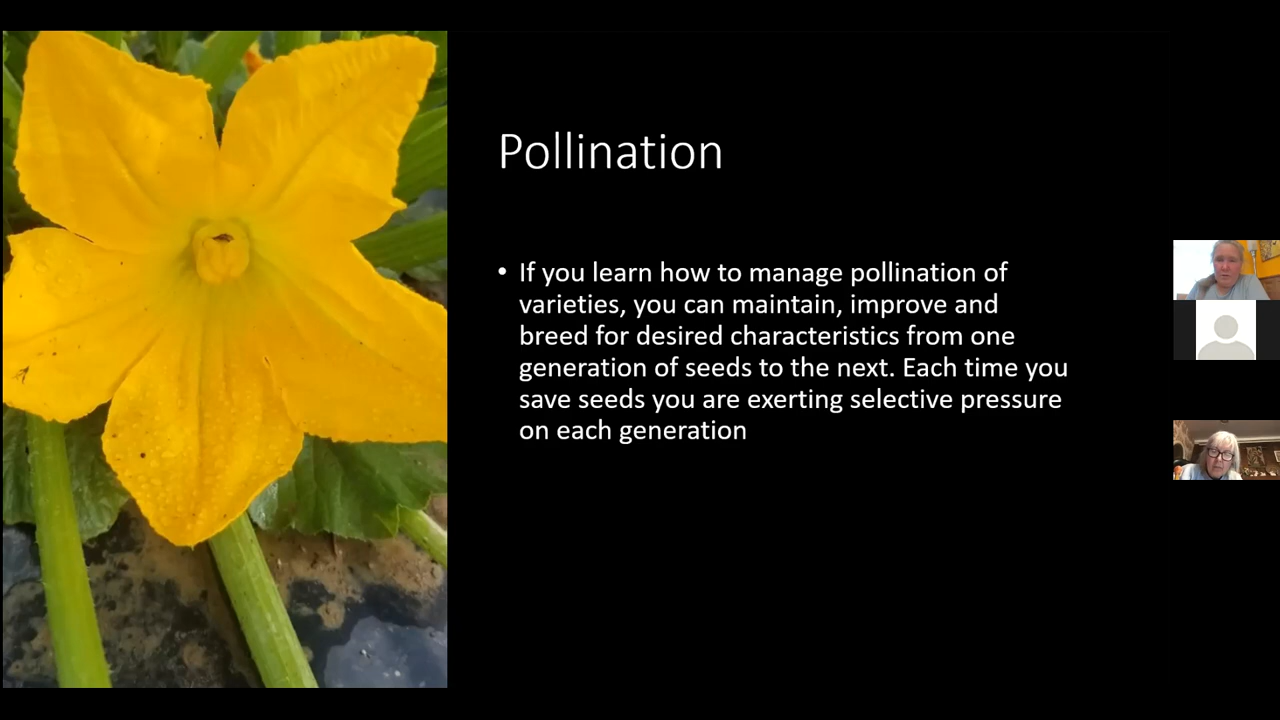 Pollination
• If you learn how to manage pollination of
varieties, you can maintain, improve and
breed for desired characteristics from one
generation of seeds to the next. Each time you
save seeds you are exerting selective pressure
on each generation